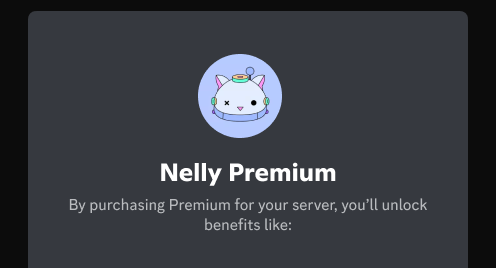 Nelly Premium
By purchasing Premium for your server, you’ll unlock
benefits like: